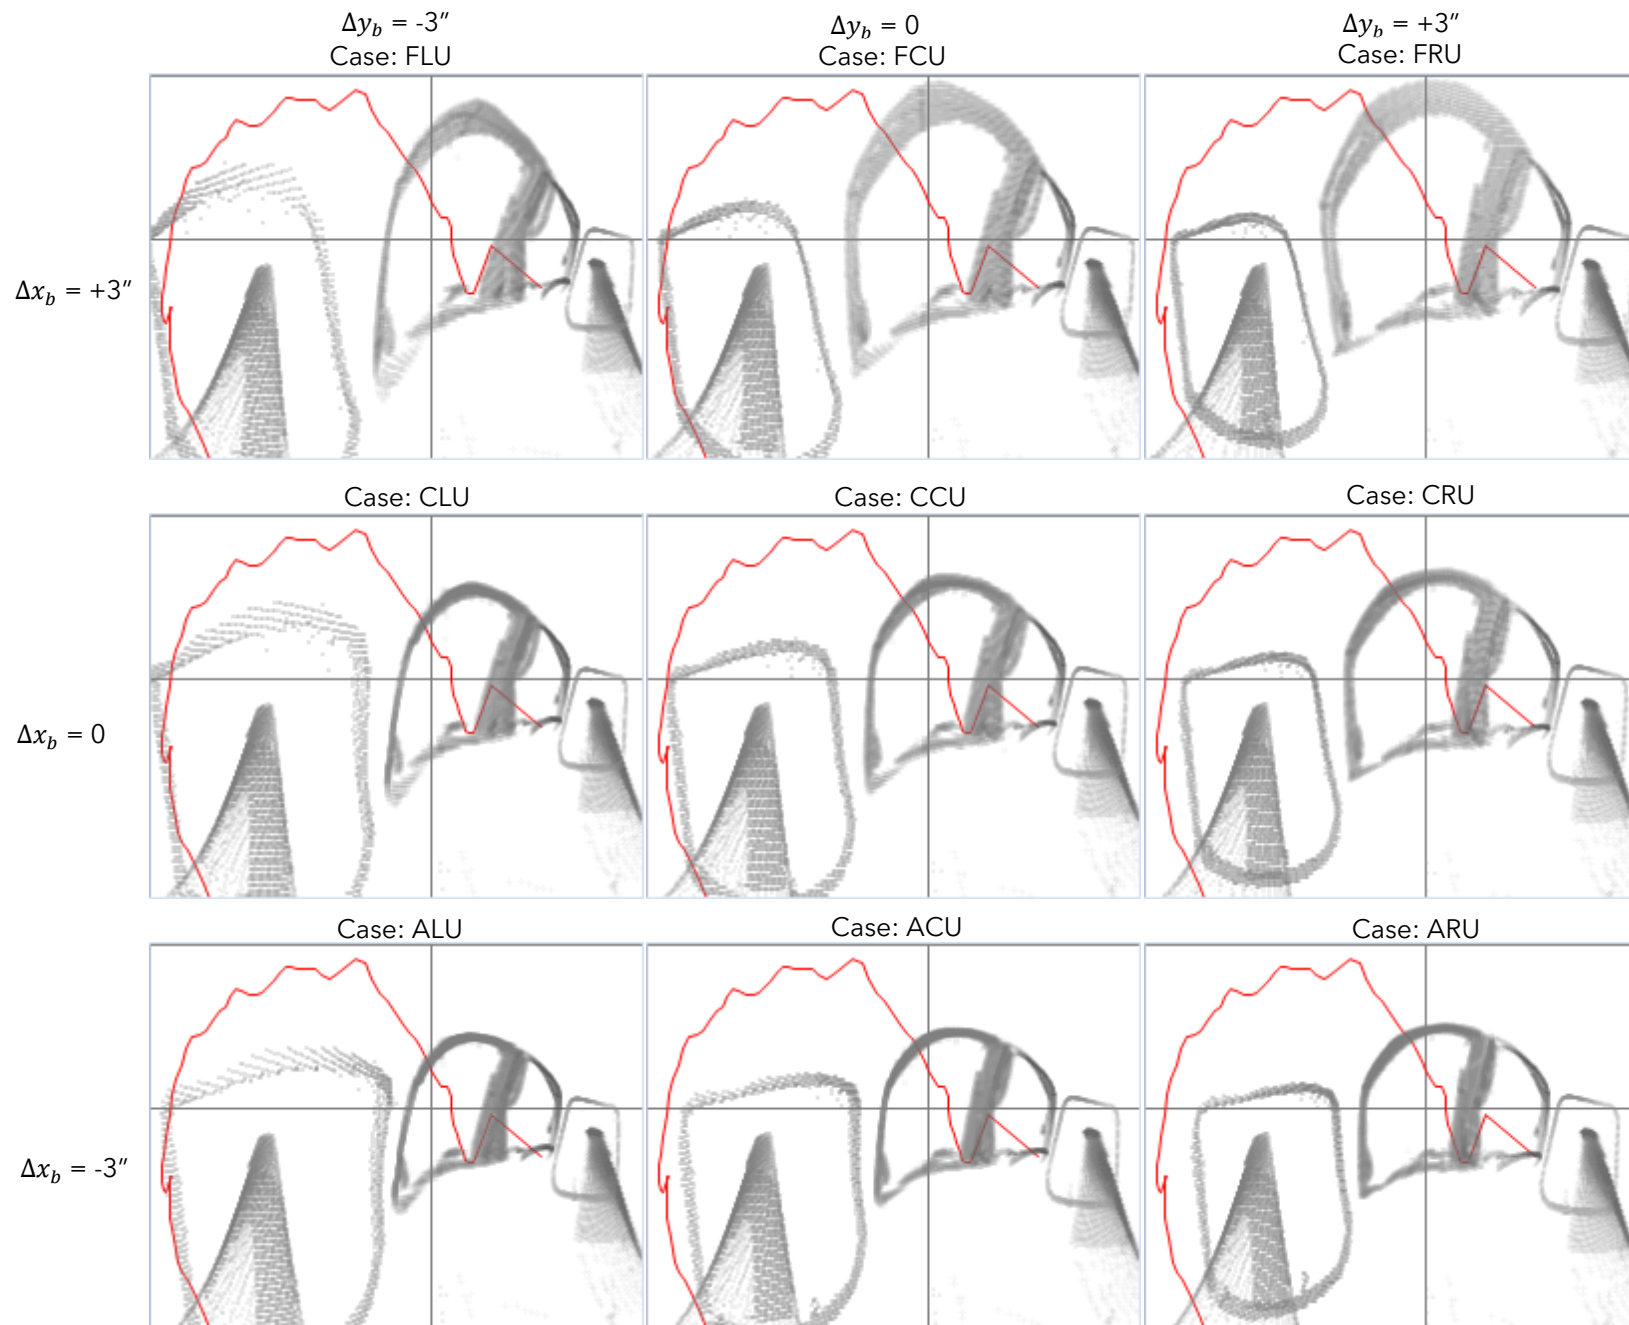 Δy_b = -3″
Δy_b = 0
Δy_b = +3″
Case: FLU
Case: FCU
Case: FRU
Δx_b = +3″
Case: CLU
Case: CCU
Case: CRU
Δx_b = 0
Case: ALU
Case: ACU
Case: ARU
Δx_b = -3″